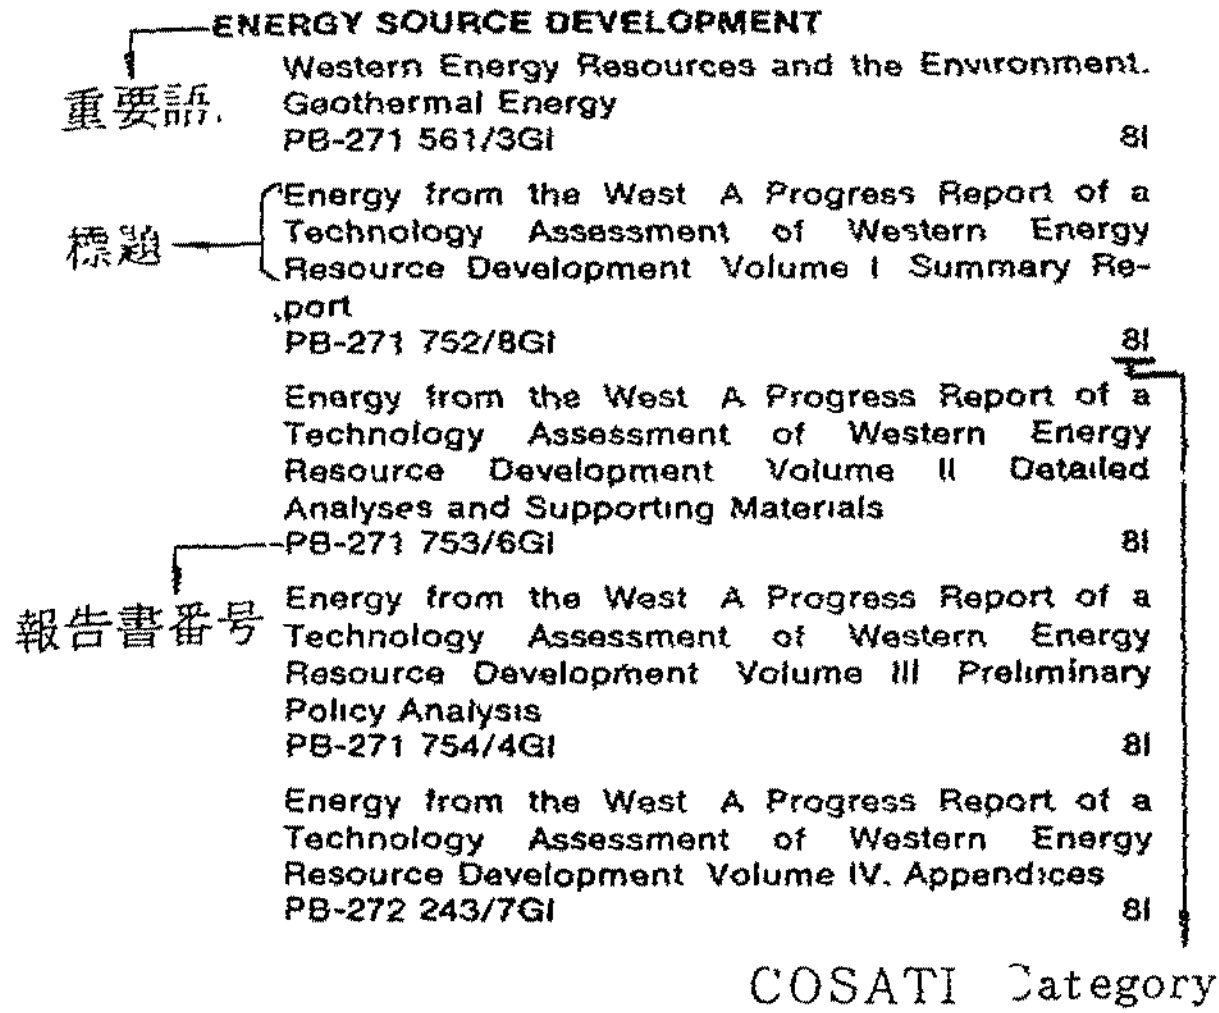 ENERGY SOURCE DEVELOPMENT
Western Energy Resources and the Environment.
重要語.
Geothermal Energy
PB-271 561/3GI 8I
Energy from the West A Progress Report of a
標題
Technology Assessment of Western Energy
Resource Development Volume I Summary Re-
port
PB-271 752/8GI 8I
Energy from the West A Progress Report of a
Technology Assessment of Western Energy
Resource Development Volume II Detailed
Analyses and Supporting Materials
PB-271 753/6GI 8I
報告書番号
Energy from the West A Progress Report of a
Technology Assessment of Western Energy
Resource Development Volume III Preliminary
Policy Analysis
PB-271 754/4GI 8I
Energy from the West A Progress Report of a
Technology Assessment of Western Energy
Resource Development Volume IV. Appendices
PB-272 243/7GI 8I
COSATI Category